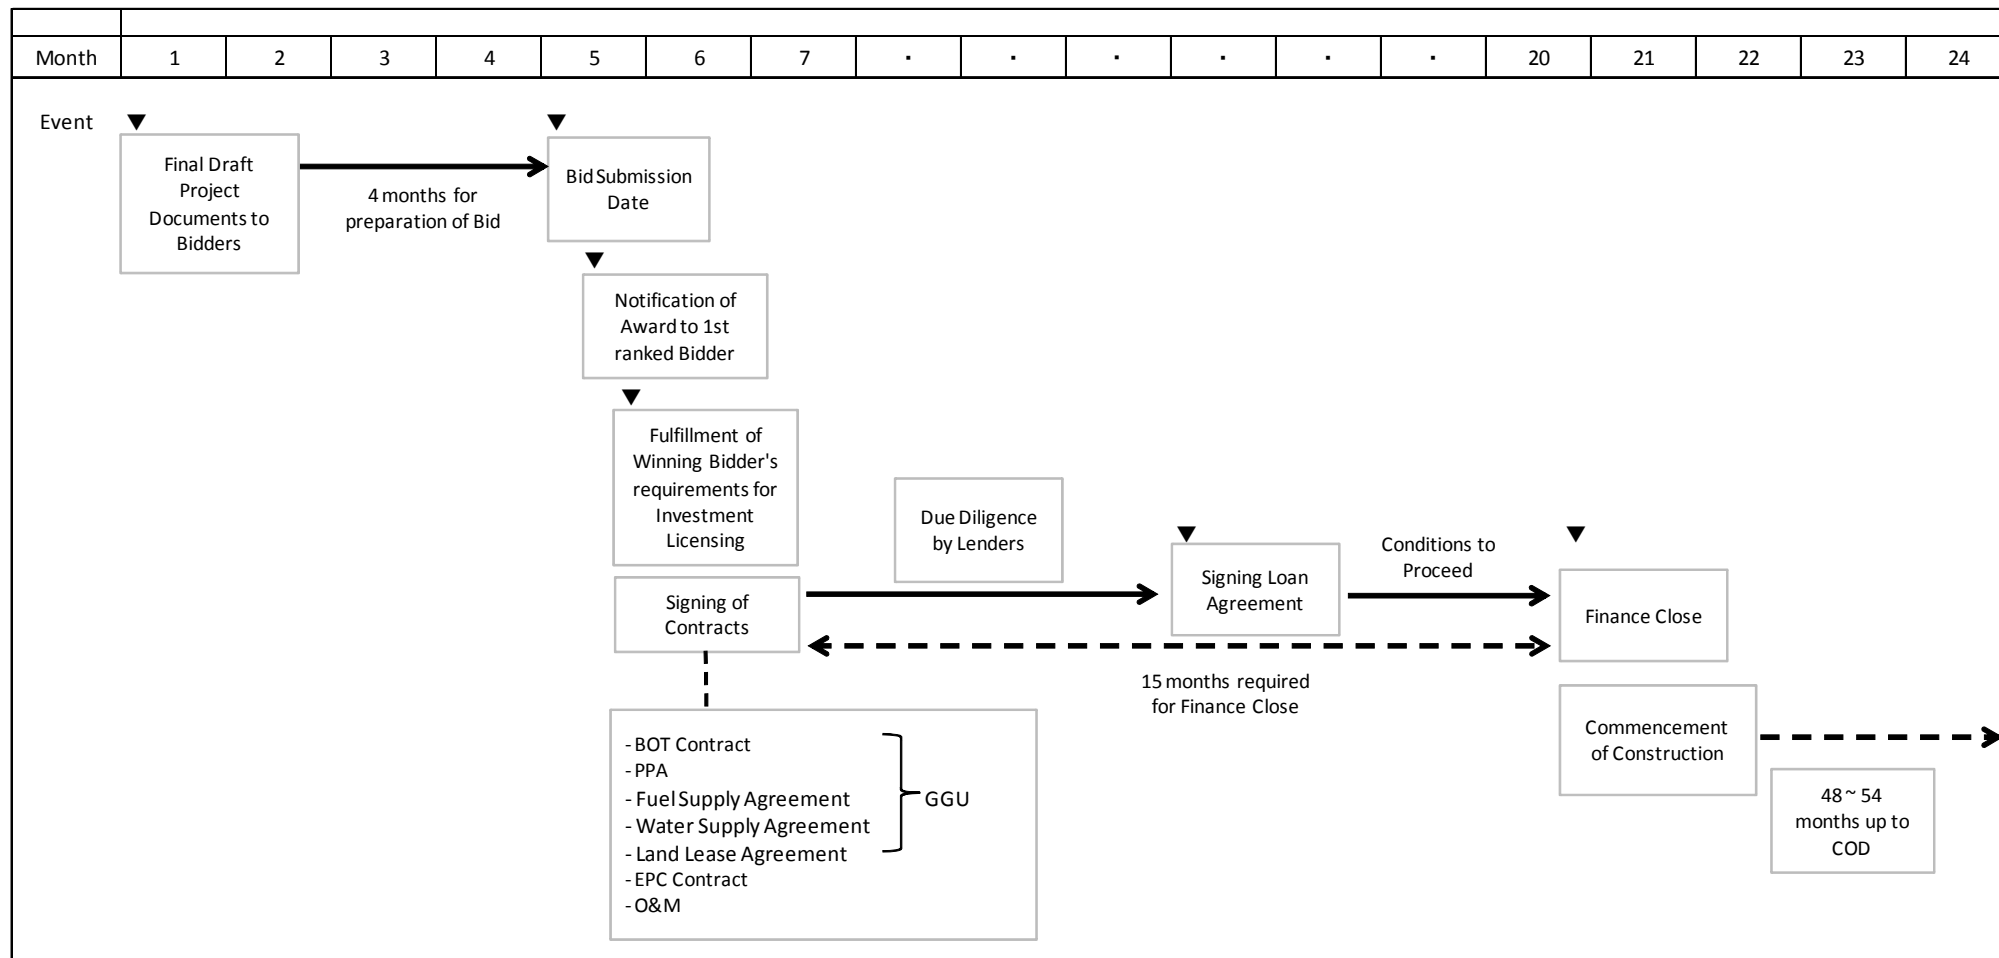 Month 1 2 3 4 5 6 7 · · · · · · 20 21 22 23 24
Event
Final Draft
Project
Documents to
Bidders
4 months for
preparation of Bid
Bid Submission
Date
Notification of
Award to 1st
ranked Bidder
Fulfillment of
Winning Bidder's
requirements for
Investment
Licensing
Signing of
Contracts
Due Diligence
by Lenders
Signing Loan
Agreement
Conditions to
Proceed
Finance Close
15 months required
for Finance Close
Commencement
of Construction
48 ~ 54
months up to
COD
- BOT Contract
- PPA
- Fuel Supply Agreement
- Water Supply Agreement
- Land Lease Agreement
- EPC Contract
- O&M
GGU